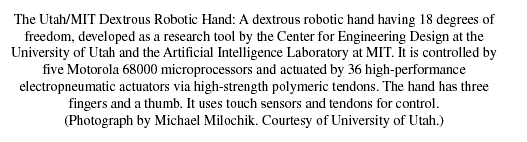 The Utah/MIT Dextrous Robotic Hand: A dextrous robotic hand having 18 degrees of
freedom, developed as a research tool by the Center for Engineering Design at the
University of Utah and the Artificial Intelligence Laboratory at MIT. It is controlled by
five Motorola 68000 microprocessors and actuated by 36 high-performance
electropneumatic actuators via high-strength polymeric tendons. The hand has three
fingers and a thumb. It uses touch sensors and tendons for control.
(Photograph by Michael Milochik. Courtesy of University of Utah.)